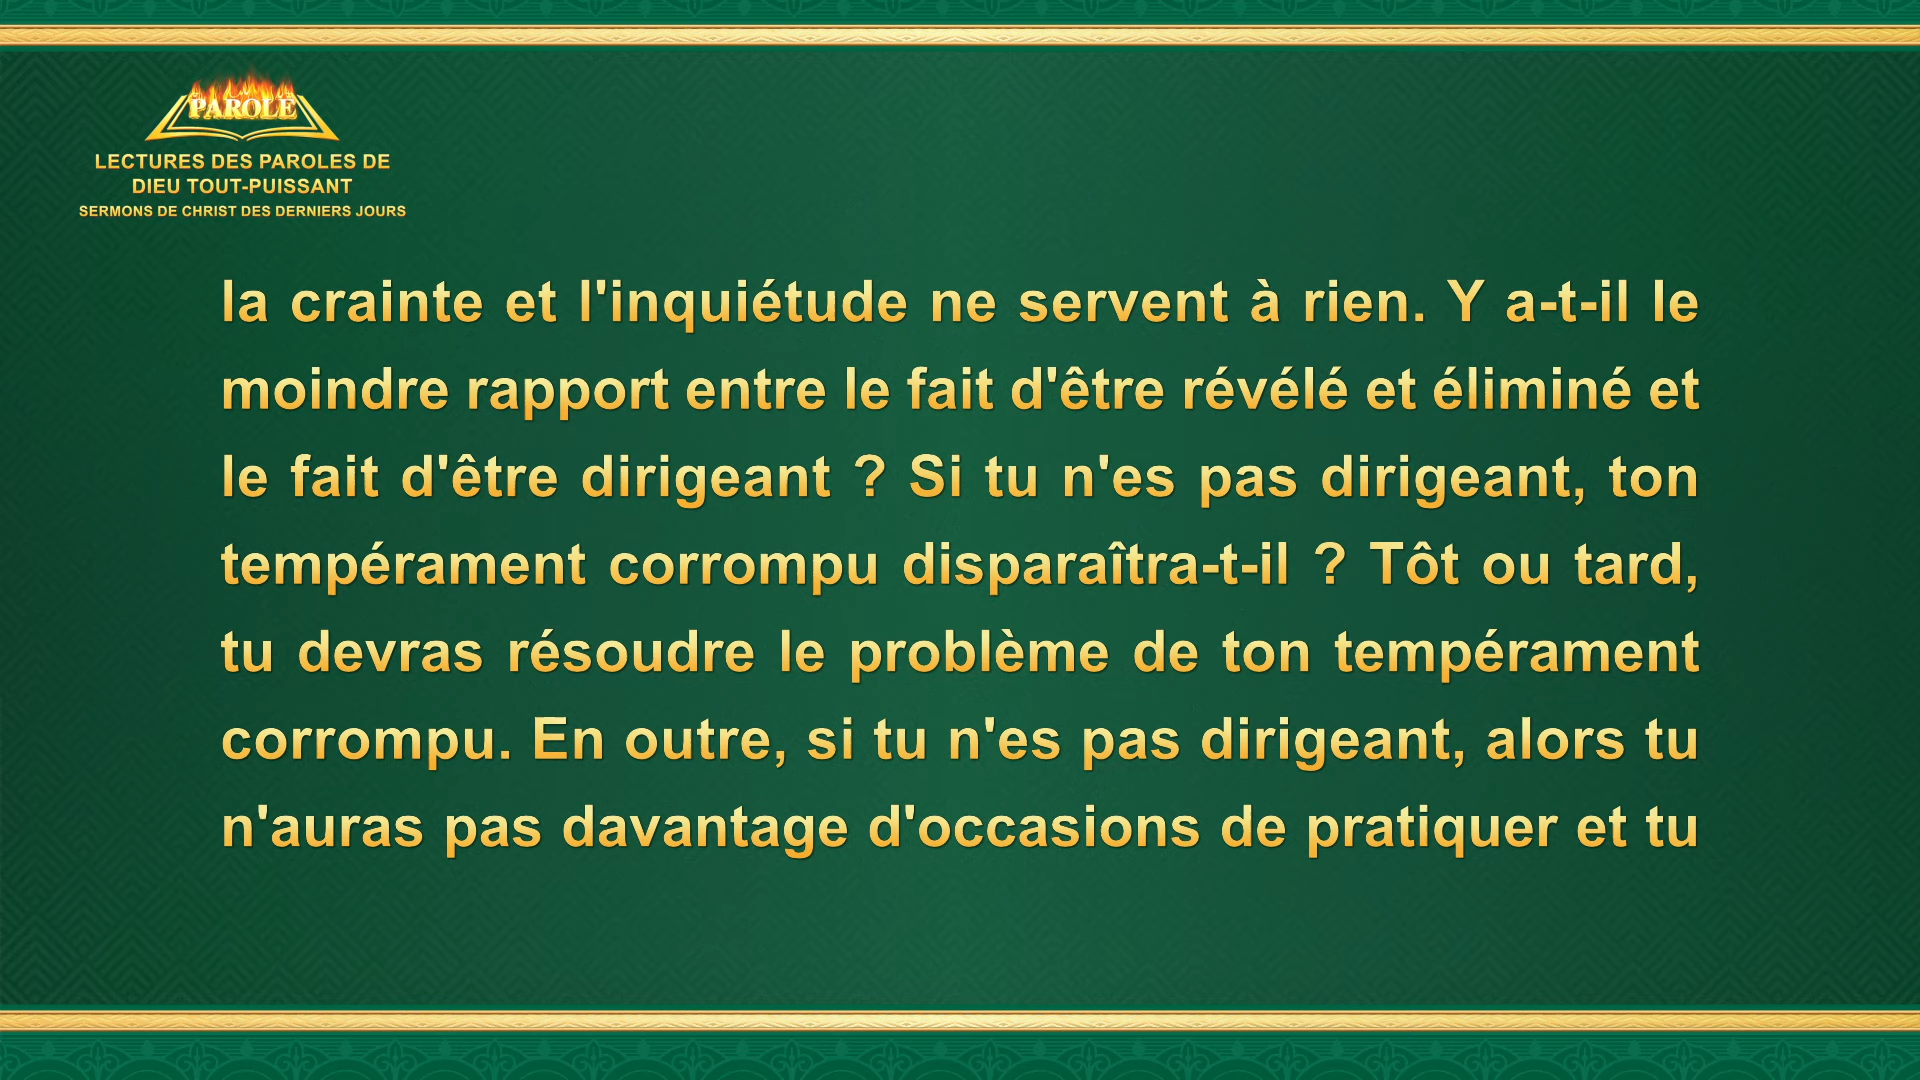 PAROLE
LECTURES DES PAROLES DE
DIEU TOUT-PUISSANT
SERMONS DE CHRIST DES DERNIERS JOURS
la crainte et l'inquiétude ne servent à rien. Y a-t-il le
moindre rapport entre le fait d'être révélé et éliminé et
le fait d'être dirigeant ? Si tu n'es pas dirigeant, ton
tempérament corrompu disparaîtra-t-il ? Tôt ou tard,
tu devras résoudre le problème de ton tempérament
corrompu. En outre, si tu n'es pas dirigeant, alors tu
n'auras pas davantage d'occasions de pratiquer et tu